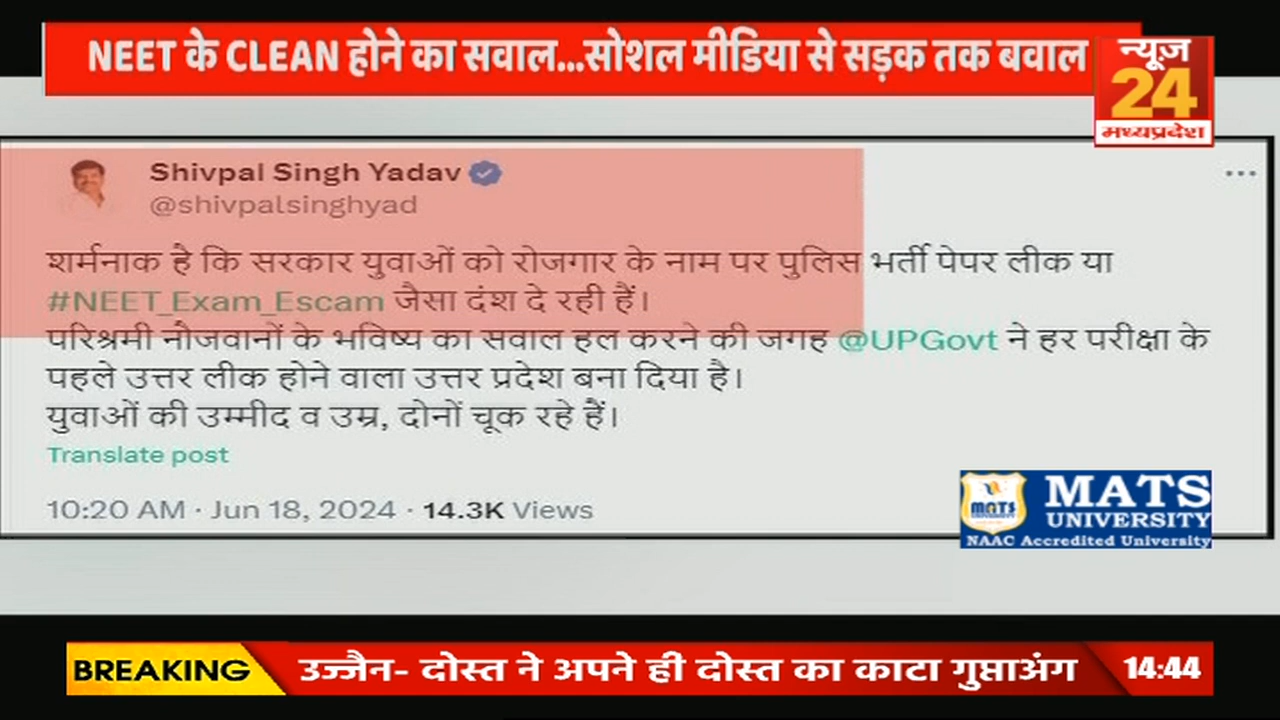 NEET के CLEAN होने का सवाल...सोशल मीडिया से सड़क तक बवाल
न्यूज़
24
मध्यप्रदेश
Shivpal Singh Yadav
@shivpalsinghyad
शर्मनाक है कि सरकार युवाओं को रोजगार के नाम पर पुलिस भर्ती पेपर लीक या
#NEET_Exam_Escam जैसा दंश दे रही हैं।
परिश्रमी नौजवानों के भविष्य का सवाल हल करने की जगह @UPGovt ने हर परीक्षा के
पहले उत्तर लीक होने वाला उत्तर प्रदेश बना दिया है।
युवाओं की उम्मीद व उम्र, दोनों चूक रहे हैं।
Translate post
10:20 AM · Jun 18, 2024 · 14.3K Views
MATS
MATS
UNIVERSITY
NAAC Accredited University
BREAKING
उज्जैन- दोस्त ने अपने ही दोस्त का काटा गुप्ताअंग
14:44